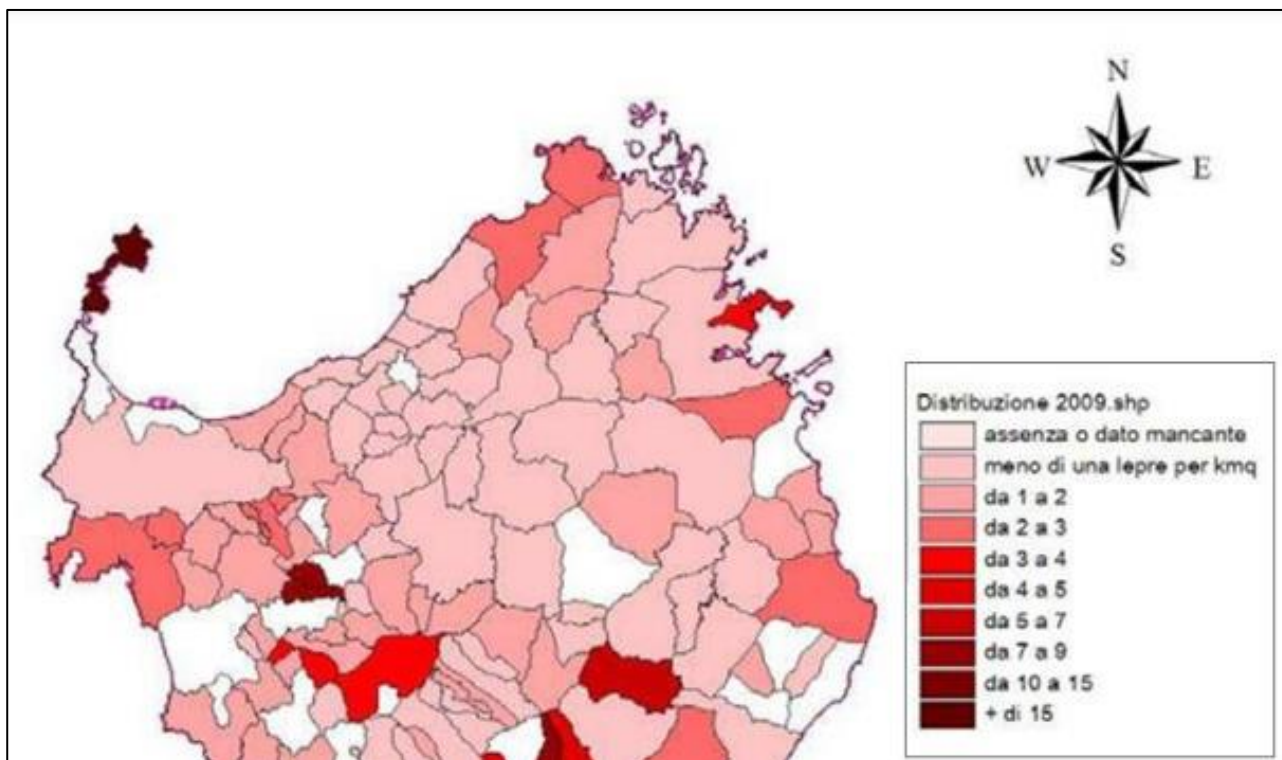 N
W E
S
Distribuzione 2009.shp
assenza o dato mancante
meno di una lepre per kmq
da 1 a 2
da 2 a 3
da 3 a 4
da 4 a 5
da 5 a 7
da 7 a 9
da 10 a 15
+ di 15